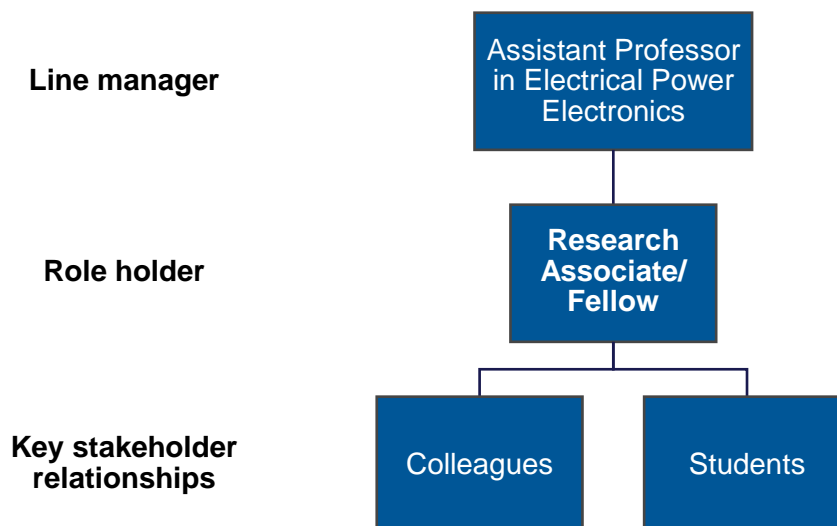 Line manager
Assistant Professor
in Electrical Power
Electronics
Role holder
Research
Associate/
Fellow
Key stakeholder
relationships
Colleagues
Students